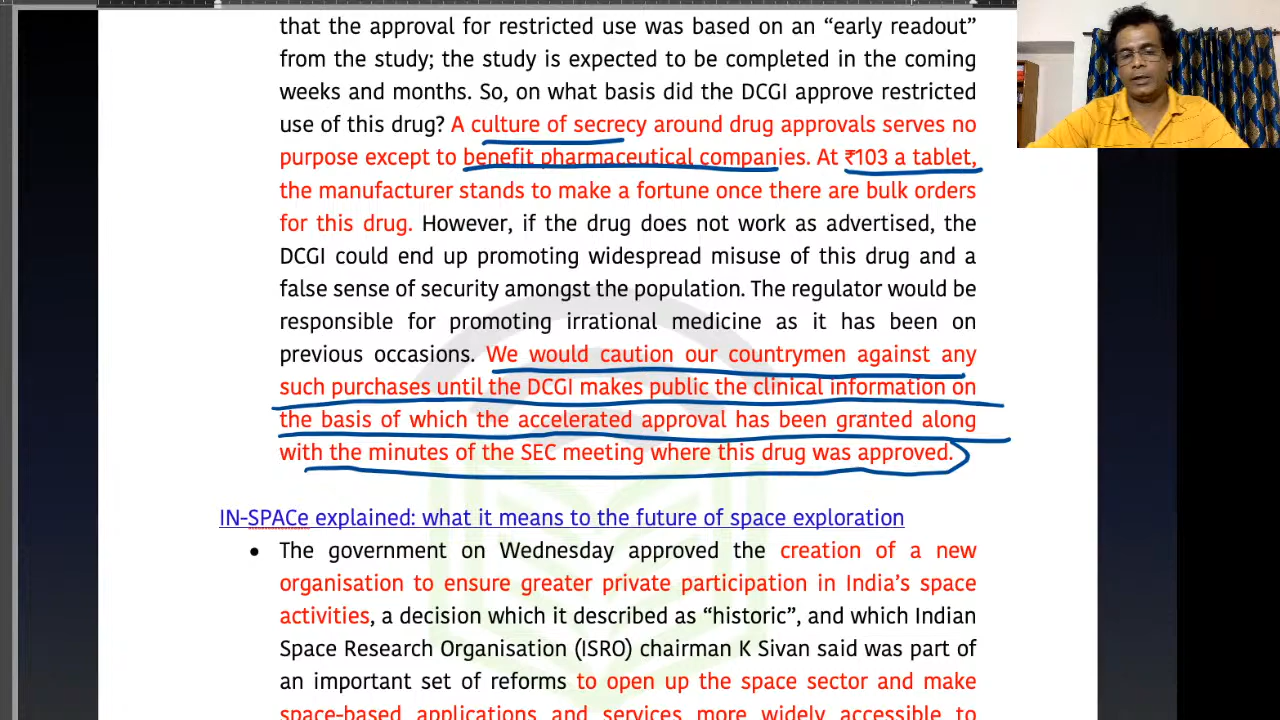 that the approval for restricted use was based on an “early readout”
from the study; the study is expected to be completed in the coming
weeks and months. So, on what basis did the DCGI approve restricted
use of this drug? A culture of secrecy around drug approvals serves no
purpose except to benefit pharmaceutical companies. At ₹103 a tablet,
the manufacturer stands to make a fortune once there are bulk orders
for this drug. However, if the drug does not work as advertised, the
DCGI could end up promoting widespread misuse of this drug and a
false sense of security amongst the population. The regulator would be
responsible for promoting irrational medicine as it has been on
previous occasions. We would caution our countrymen against any
such purchases until the DCGI makes public the clinical information on
the basis of which the accelerated approval has been granted along
with the minutes of the SEC meeting where this drug was approved.
IN-SPACe explained: what it means to the future of space exploration
• The government on Wednesday approved the creation of a new
organisation to ensure greater private participation in India’s space
activities, a decision which it described as “historic”, and which Indian
Space Research Organisation (ISRO) chairman K Sivan said was part of
an important set of reforms to open up the space sector and make
space-based applications and services more widely accessible to